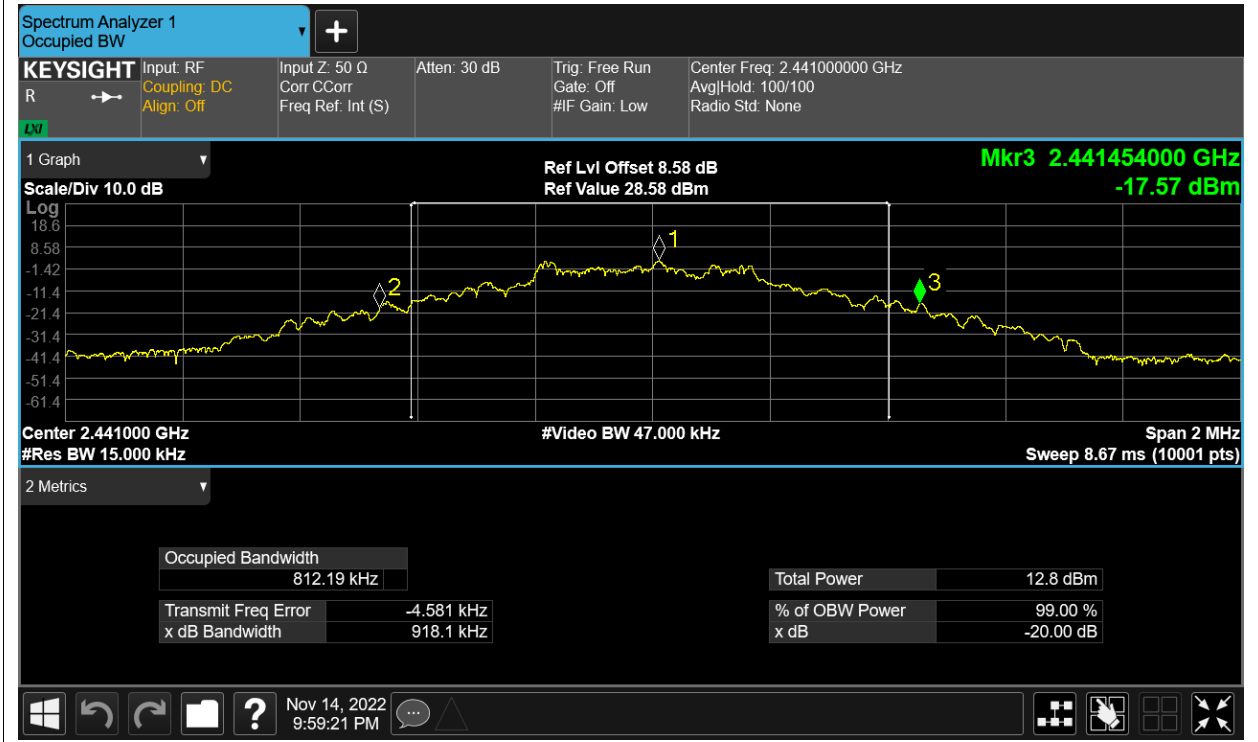 Spectrum Analyzer 1
Occupied BW
KEYSIGHT
R
LXI
Input: RF
Coupling: DC
Align: Off
Input Z: 50 Ω
Corr CCorr
Freq Ref: Int (S)
Atten: 30 dB
Trig: Free Run
Gate: Off
#IF Gain: Low
Center Freq: 2.441000000 GHz
Avg|Hold: 100/100
Radio Std: None
1 Graph
Scale/Div 10.0 dB
Ref Lvl Offset 8.58 dB
Ref Value 28.58 dBm
Mkr3 2.441454000 GHz
-17.57 dBm
Log
18.6
8.58
-1.42
-11.4
-21.4
-31.4
-41.4
-51.4
-61.4
1
2
3
Center 2.441000 GHz
#Video BW 47.000 kHz
Span 2 MHz
#Res BW 15.000 kHz
Sweep 8.67 ms (10001 pts)
2 Metrics
Occupied Bandwidth
812.19 kHz
Total Power 12.8 dBm
Transmit Freq Error -4.581 kHz
% of OBW Power 99.00 %
x dB Bandwidth 918.1 kHz
x dB -20.00 dB
?
Nov 14, 2022
9:59:21 PM